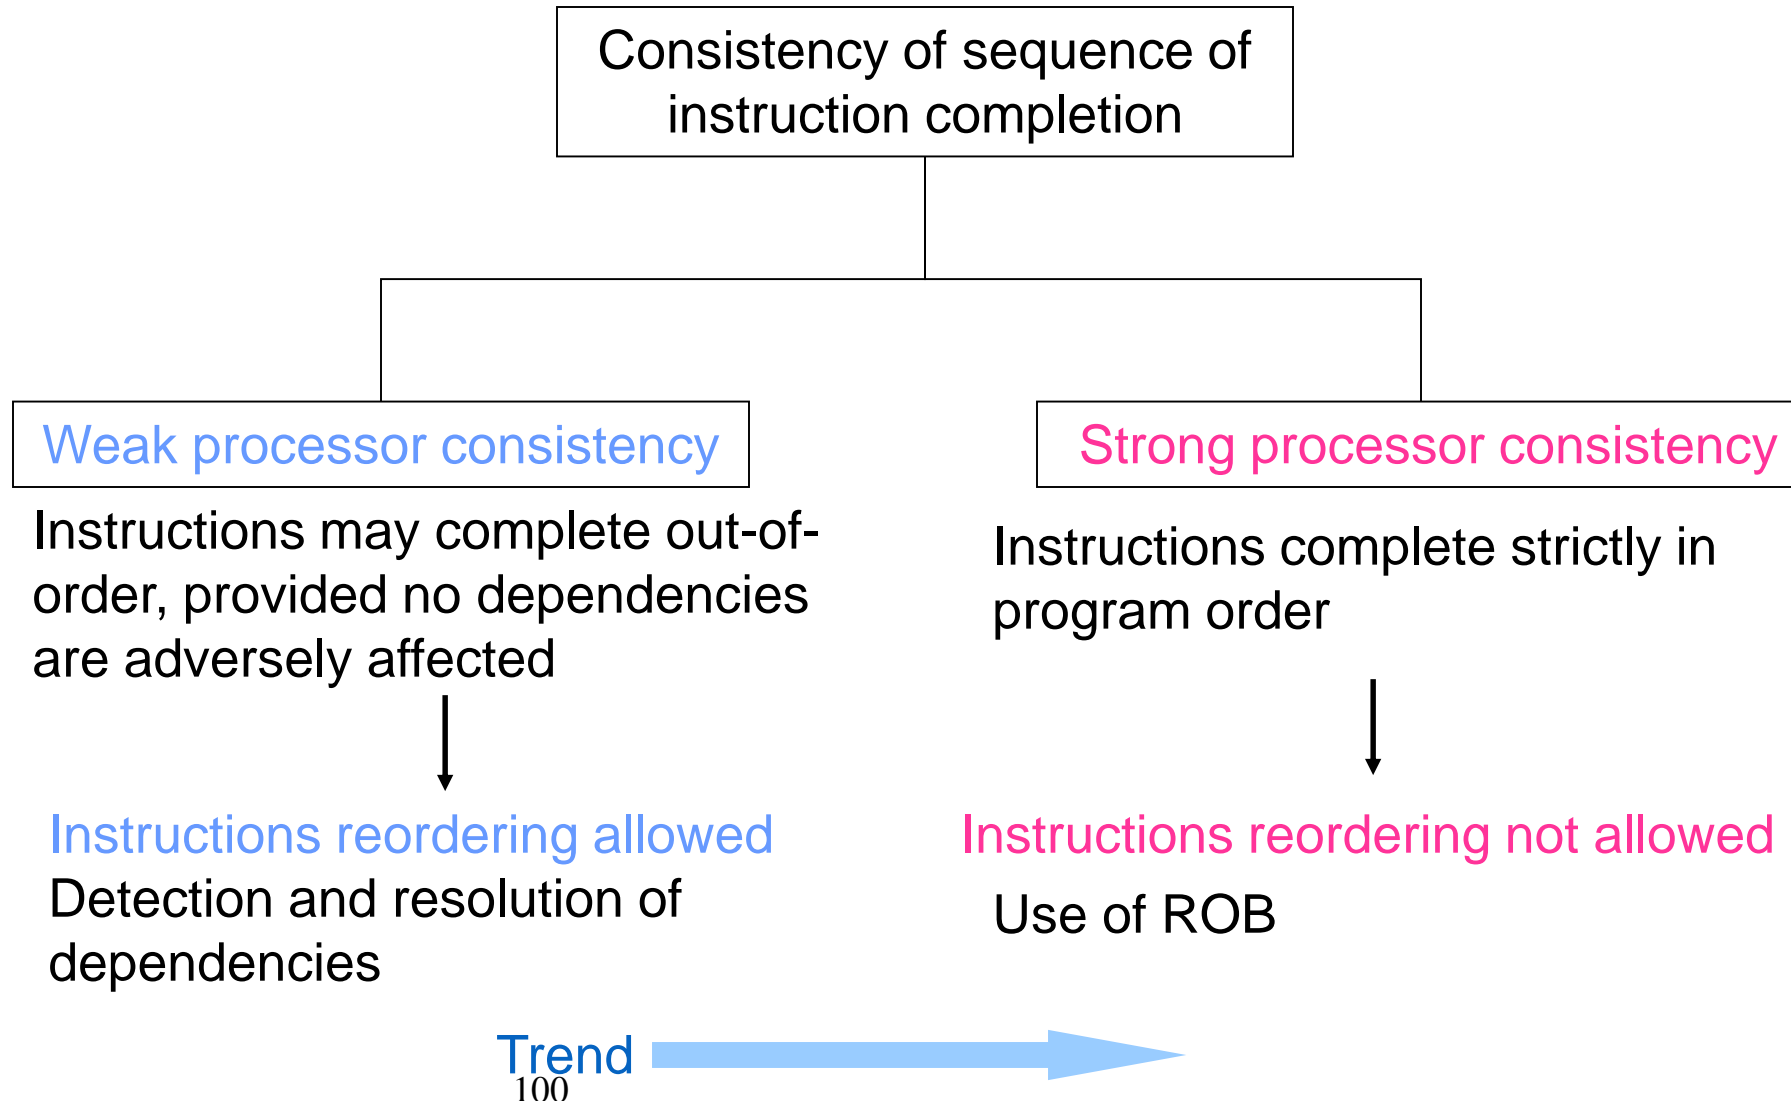 Consistency of sequence of
instruction completion
Weak processor consistency
Instructions may complete out-of-
order, provided no dependencies
are adversely affected
Instructions reordering allowed
Detection and resolution of
dependencies
Strong processor consistency
Instructions complete strictly in
program order
Instructions reordering not allowed
Use of ROB
Trend
100